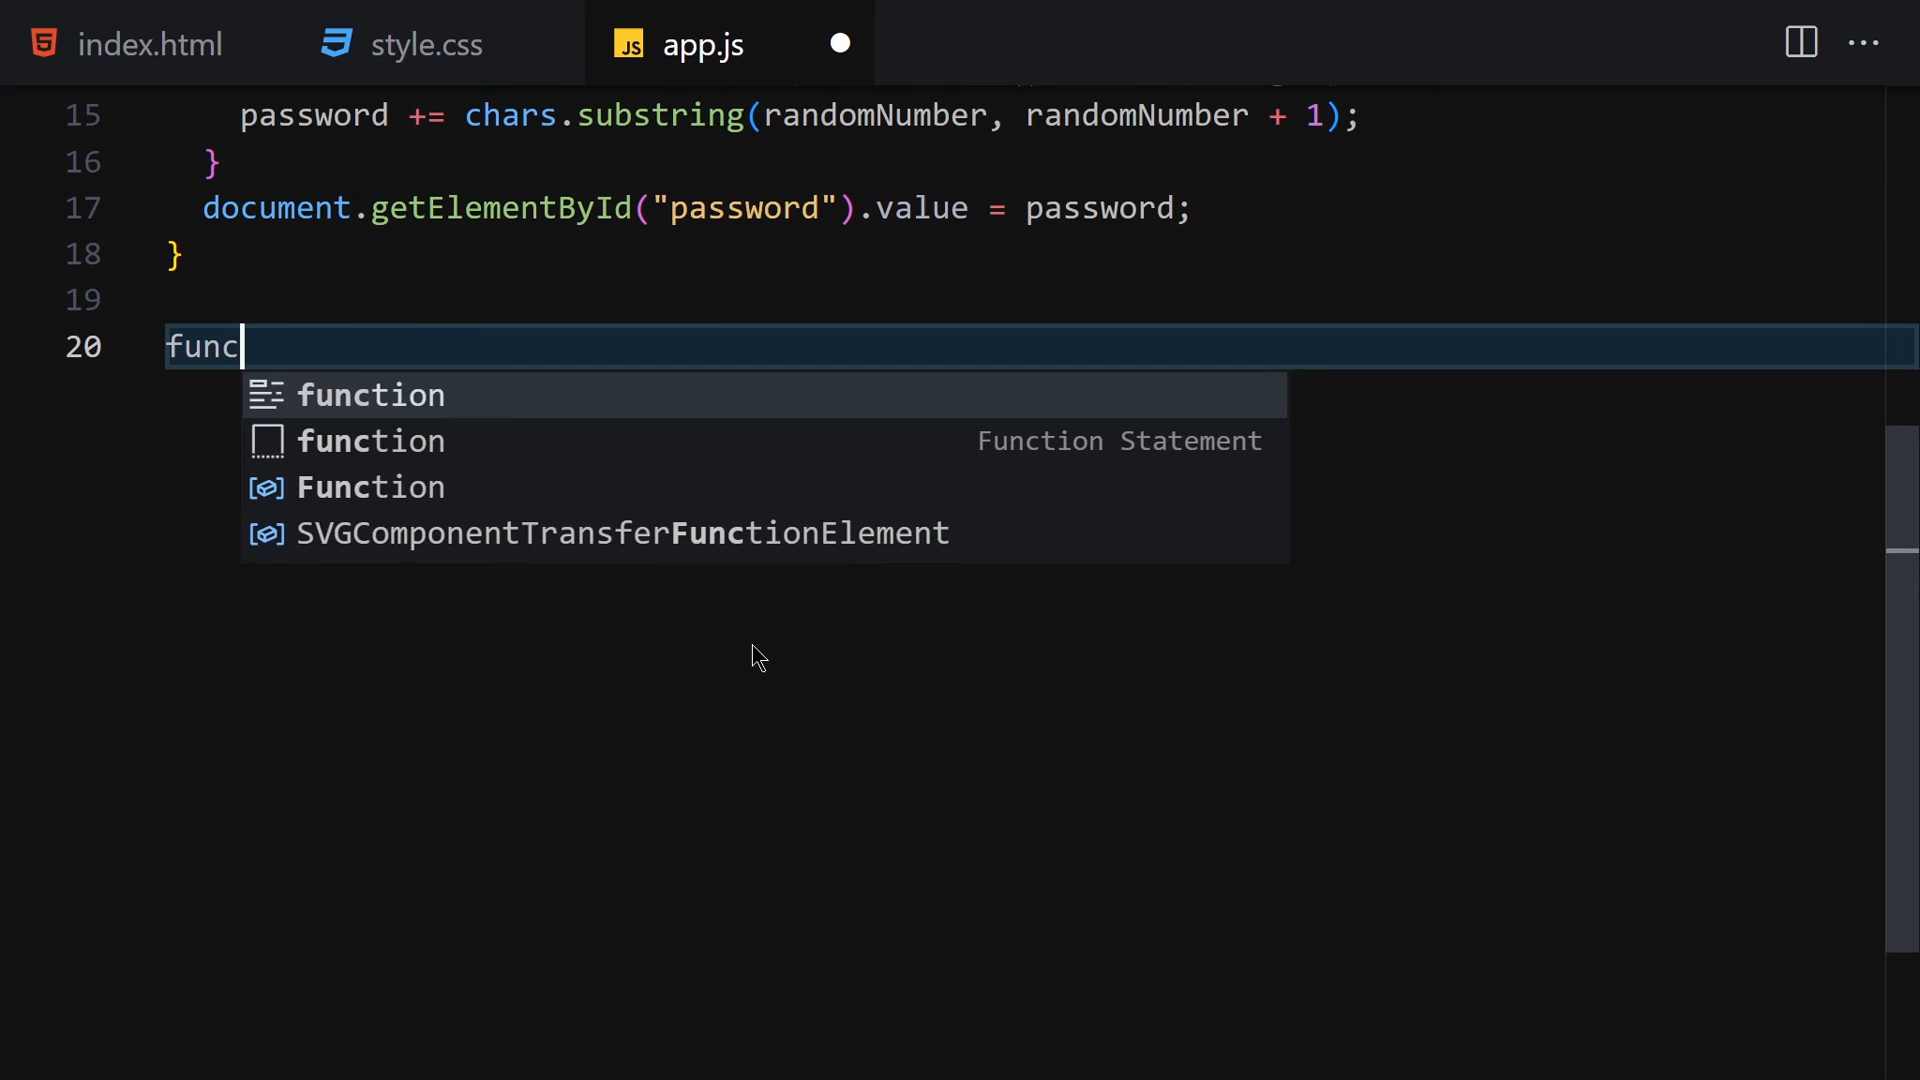 index.html style.css JS app.js
15 password += chars.substring(randomNumber, randomNumber + 1);
16 }
17 document.getElementById("password").value = password;
18 }
19
20 func
function
function Function Statement
Function
SVGComponentTransferFunctionElement